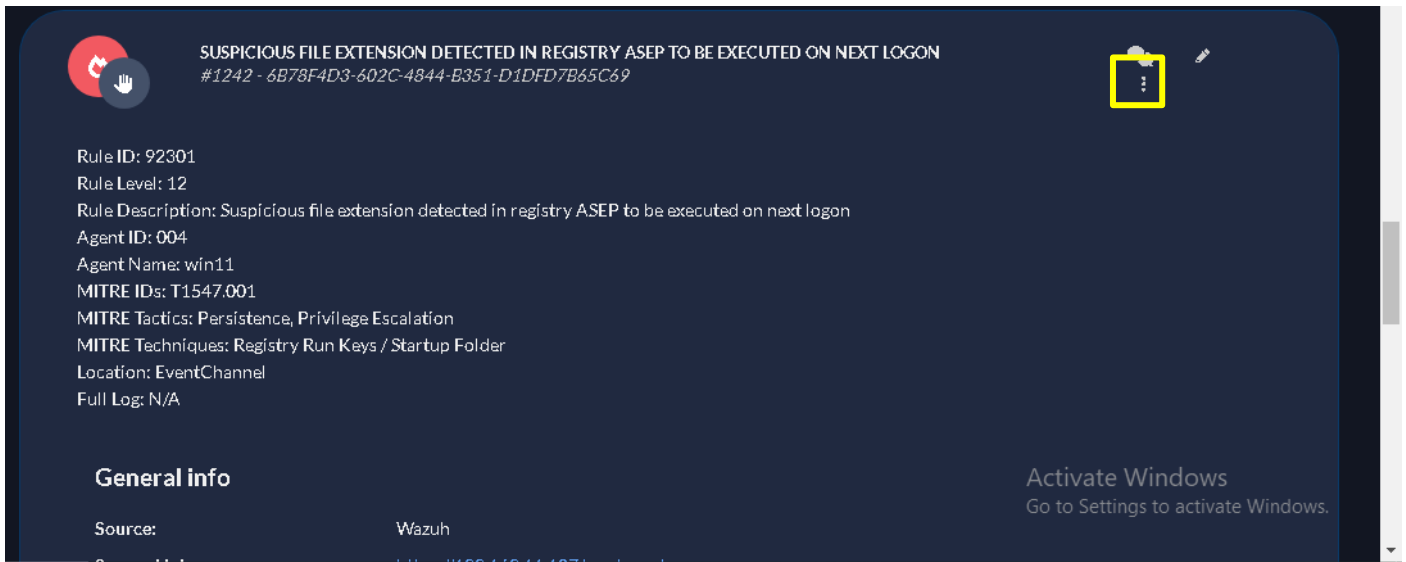 SUSPICIOUS FILE EXTENSION DETECTED IN REGISTRY ASEP TO BE EXECUTED ON NEXT LOGON
#1242 - 6B78F4D3-602C-4844-B351-D1DFD7B65C69
Rule ID: 92301
Rule Level: 12
Rule Description: Suspicious file extension detected in registry ASEP to be executed on next logon
Agent ID: 004
Agent Name: win11
MITRE IDs: T1547.001
MITRE Tactics: Persistence, Privilege Escalation
MITRE Techniques: Registry Run Keys / Startup Folder
Location: EventChannel
Full Log: N/A
General info
Activate Windows
Go to Settings to activate Windows.
Source: Wazuh